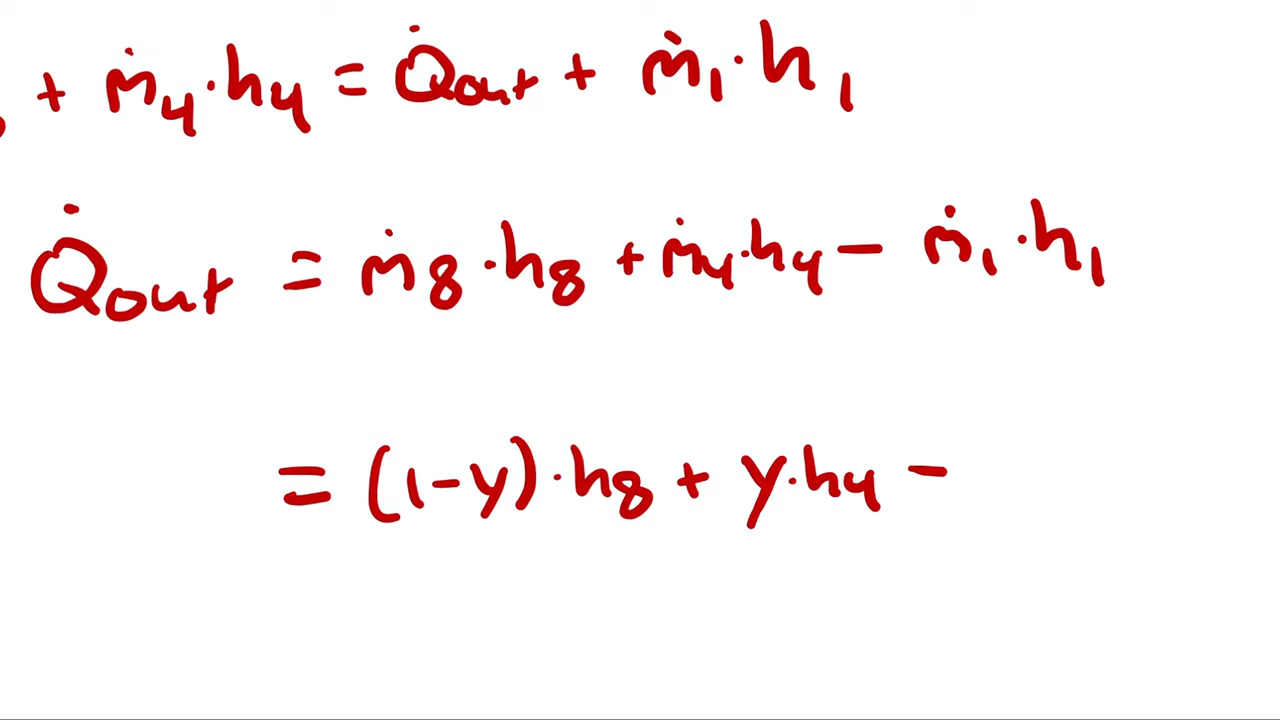 + ṁ4·h4 = Q̇out + ṁ1·h1
Q̇out = ṁ8·h8 + ṁ4·h4 − ṁ1·h1
= (1-y)·h8 + y·h4 −